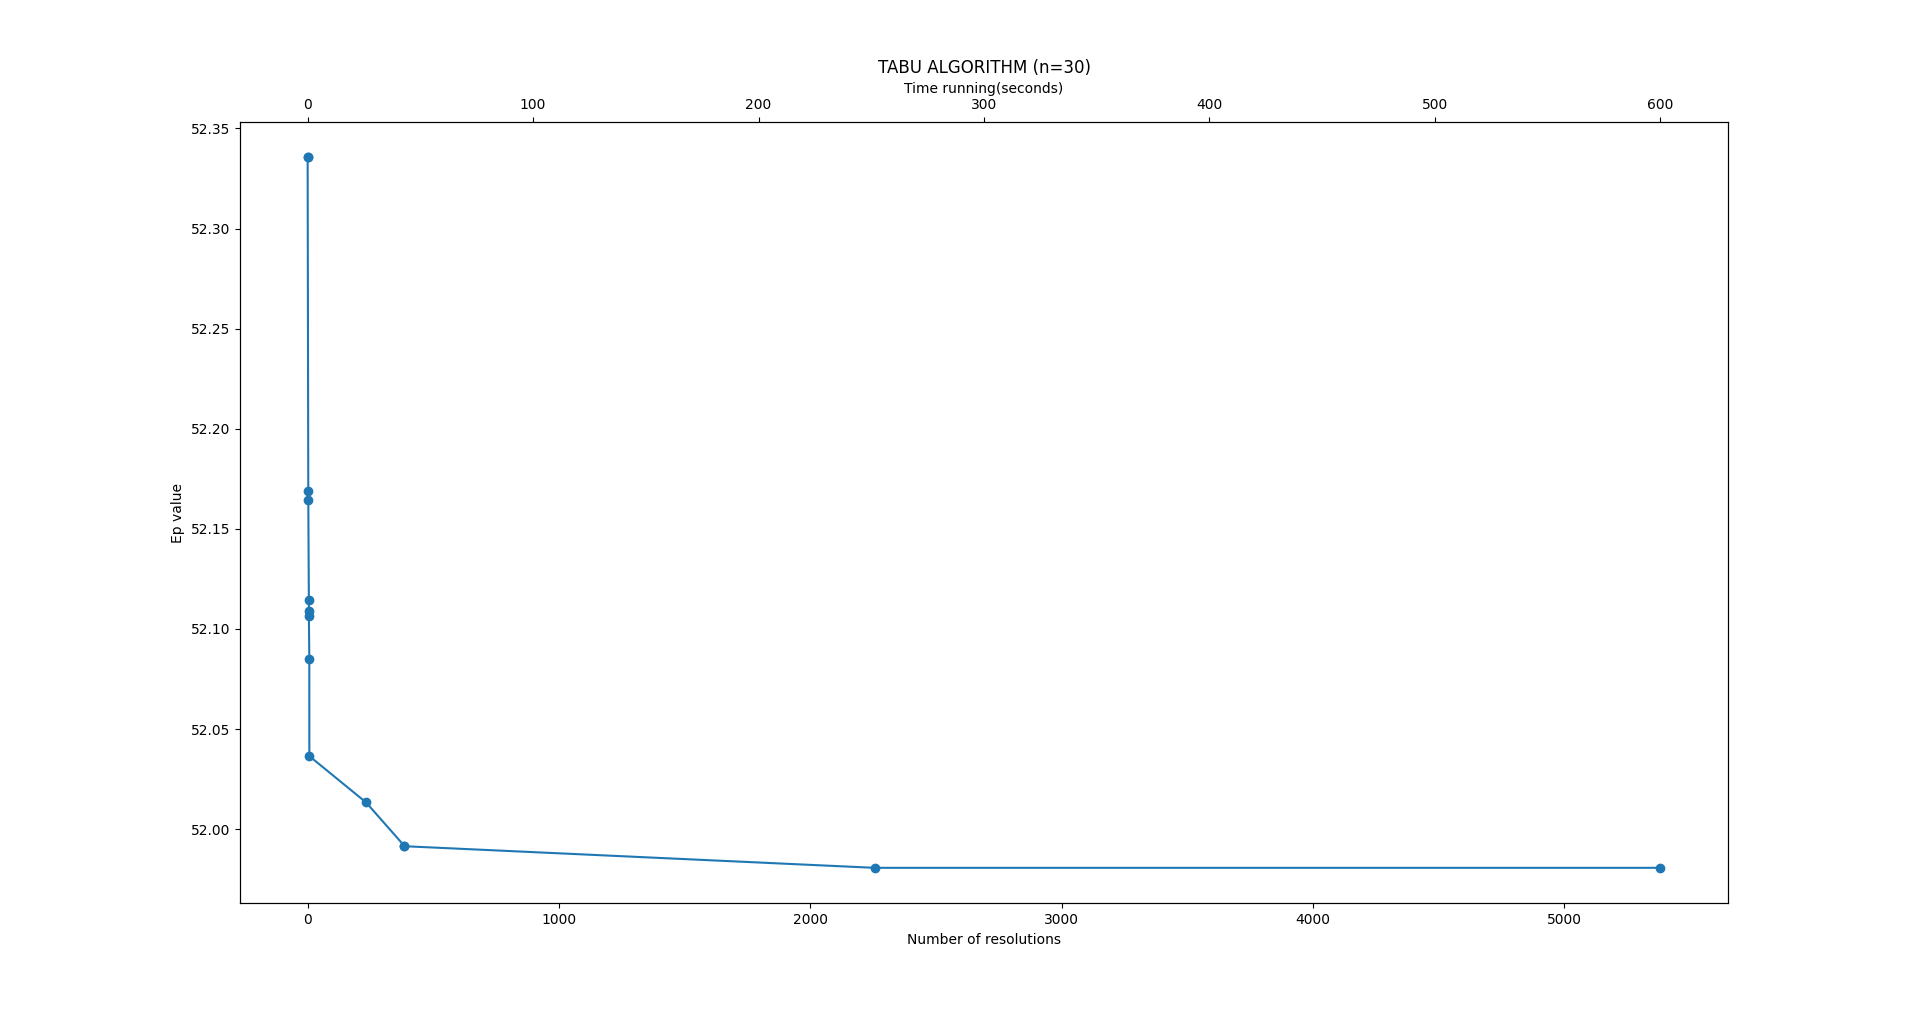 TABU ALGORITHM (n=30)
Time running(seconds)
0 100 200 300 400 500 600
52.35
52.30
52.25
52.20
52.15
52.10
52.05
52.00
Ep value
0 1000 2000 3000 4000 5000
Number of resolutions